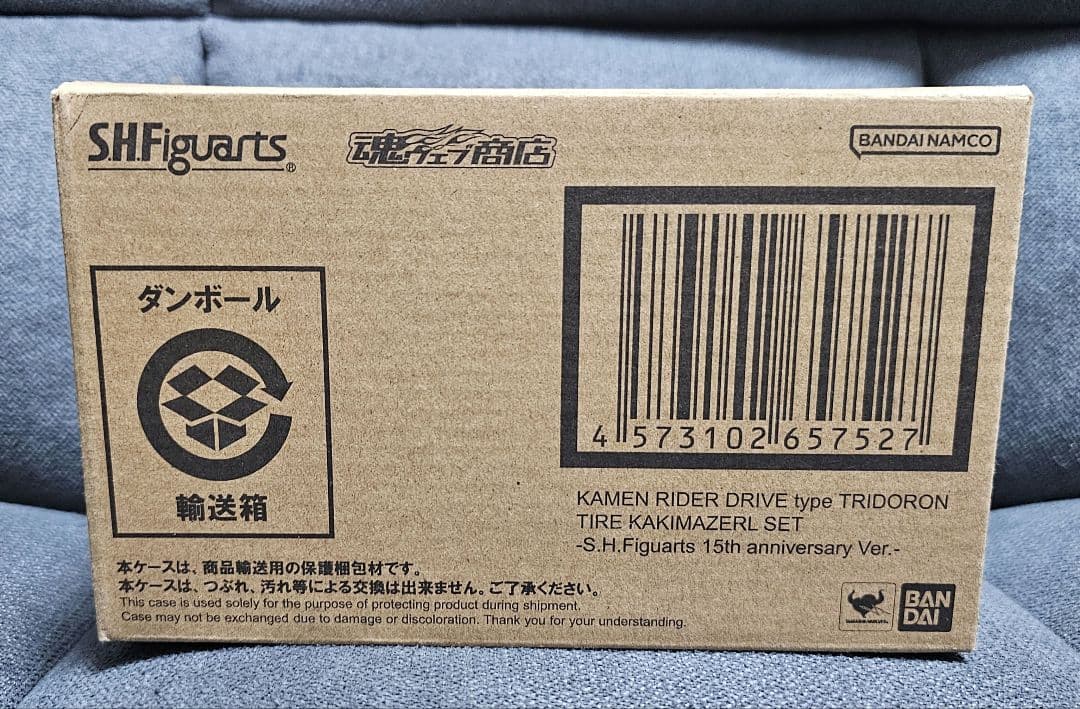 S.H.Figuarts®
魂ウェブ商店
BANDAI NAMCO
ダンボール
輸送箱
4 573102 657527
KAMEN RIDER DRIVE type TRIDORON
TIRE KAKIMAZERL SET
-S.H.Figuarts 15th anniversary Ver.-
本ケースは、商品輸送用の保護梱包材です。
本ケースは、つぶれ、汚れ等による交換は出来ません。ご了承ください。
This case is used solely for the purpose of protecting product during shipment.
Case may not be exchanged due to damage or discoloration. Thank you for your understanding.
BAN
DAI